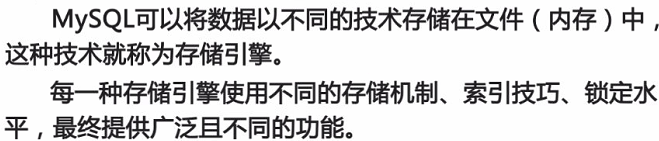 MySQL可以将数据以不同的技术存储在文件（内存）中，
这种技术就称为存储引擎。
每一种存储引擎使用不同的存储机制、索引技巧、锁定水
平，最终提供广泛且不同的功能。